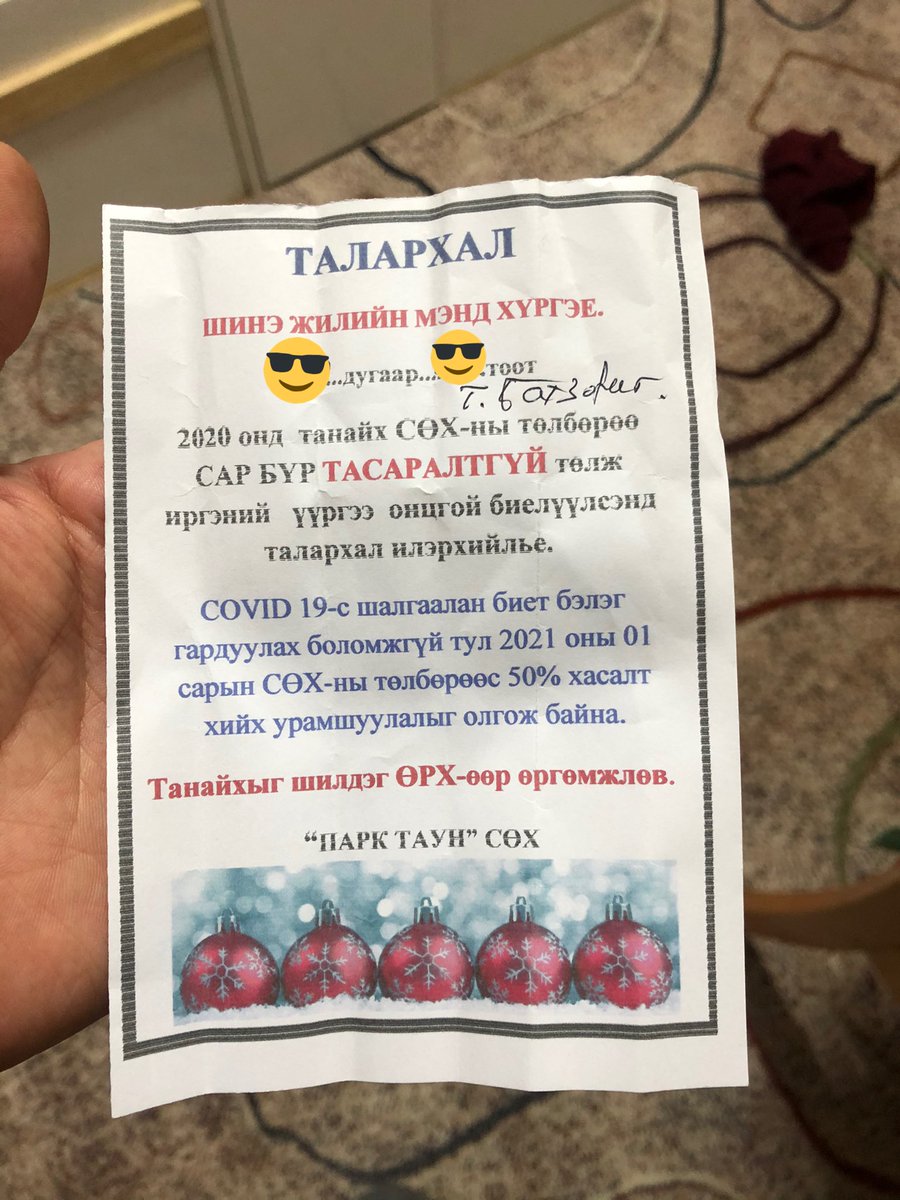 ТАЛАРХАЛ
ШИНЭ ЖИЛИЙН МЭНД ХҮРГЭЕ.
...дугаар.... .тоот
Т.
2020 онд танайх СӨХ-ны төлбөрөө
САР БҮР ТАСАРАЛТГҮЙ төлж
иргэний үүргээ онцгой биелүүлсэнд
талархал илэрхийлье.
COVID 19-с шалгаалан биет бэлэг
гардуулах боломжгүй тул 2021 оны 01
сарын СӨХ-ны төлбөрөөс 50% хасалт
хийх урамшуулалыг олгож байна.
Танайхыг шилдэг ӨРХ-өөр өргөмжлөв.
“ПАРК ТАУН” СӨХ